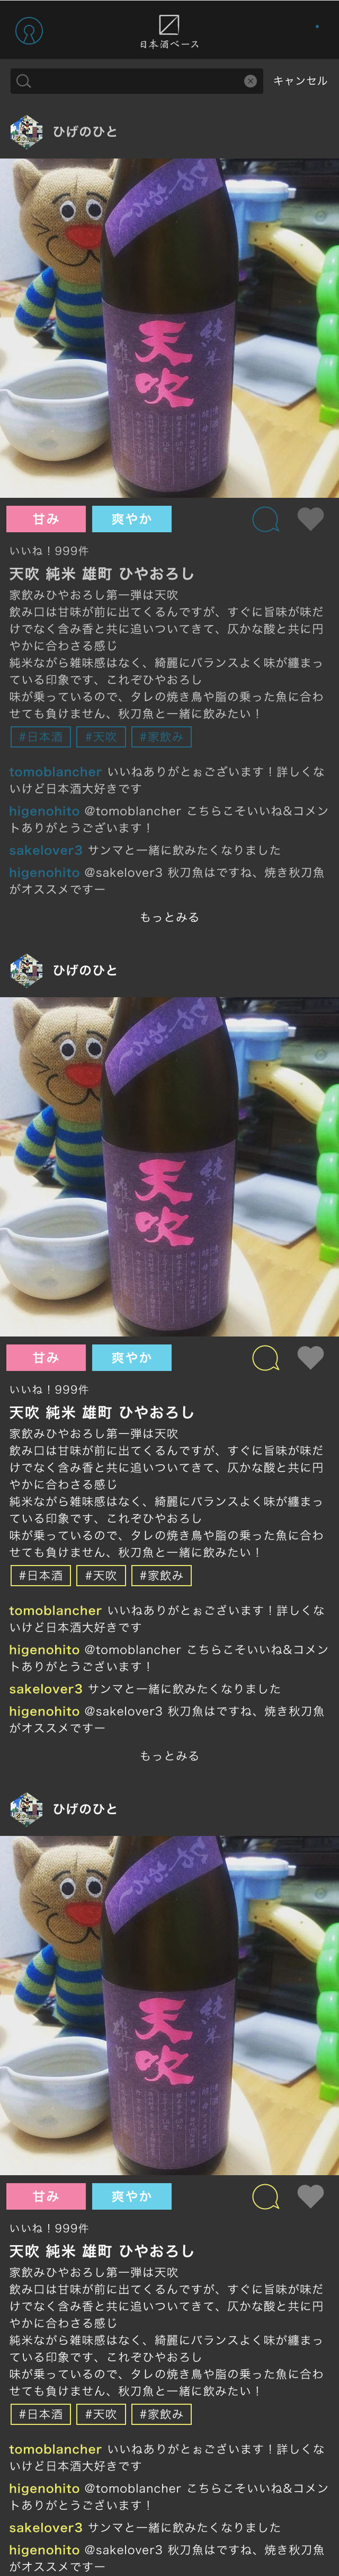 日本酒ベース
キャンセル
ひげのひと
純米
天吹
雄町
甘み
爽やか
いいね！999件
天吹 純米 雄町 ひやおろし
家飲みひやおろし第一弾は天吹
飲み口は甘味が前に出てくるんですが、すぐに旨味が味だ
けでなく含み香と共に追いついてきて、仄かな酸と共に円
やかに合わさる感じ
純米ながら雑味感はなく、綺麗にバランスよく味が纏まっ
ている印象です、これぞひやおろし
味が乗っているので、タレの焼き鳥や脂の乗った魚に合わ
せても負けません、秋刀魚と一緒に飲みたい！
#日本酒
#天吹
#家飲み
tomoblancher いいねありがとぉございます！詳しくな
いけど日本酒大好きです
higenohito @tomoblancher こちらこそいいね&コメン
トありがとうございます！
sakelover3 サンマと一緒に飲みたくなりました
higenohito @sakelover3 秋刀魚はですね、焼き秋刀魚
がオススメですー
もっとみる
ひげのひと
純米
天吹
雄町
甘み
爽やか
いいね！999件
天吹 純米 雄町 ひやおろし
家飲みひやおろし第一弾は天吹
飲み口は甘味が前に出てくるんですが、すぐに旨味が味だ
けでなく含み香と共に追いついてきて、仄かな酸と共に円
やかに合わさる感じ
純米ながら雑味感はなく、綺麗にバランスよく味が纏まっ
ている印象です、これぞひやおろし
味が乗っているので、タレの焼き鳥や脂の乗った魚に合わ
せても負けません、秋刀魚と一緒に飲みたい！
#日本酒
#天吹
#家飲み
tomoblancher いいねありがとぉございます！詳しくな
いけど日本酒大好きです
higenohito @tomoblancher こちらこそいいね&コメン
トありがとうございます！
sakelover3 サンマと一緒に飲みたくなりました
higenohito @sakelover3 秋刀魚はですね、焼き秋刀魚
がオススメですー
もっとみる
ひげのひと
純米
天吹
雄町
甘み
爽やか
いいね！999件
天吹 純米 雄町 ひやおろし
家飲みひやおろし第一弾は天吹
飲み口は甘味が前に出てくるんですが、すぐに旨味が味だ
けでなく含み香と共に追いついてきて、仄かな酸と共に円
やかに合わさる感じ
純米ながら雑味感はなく、綺麗にバランスよく味が纏まっ
ている印象です、これぞひやおろし
味が乗っているので、タレの焼き鳥や脂の乗った魚に合わ
せても負けません、秋刀魚と一緒に飲みたい！
#日本酒
#天吹
#家飲み
tomoblancher いいねありがとぉございます！詳しくな
いけど日本酒大好きです
higenohito @tomoblancher こちらこそいいね&コメン
トありがとうございます！
sakelover3 サンマと一緒に飲みたくなりました
higenohito @sakelover3 秋刀魚はですね、焼き秋刀魚
がオススメですー